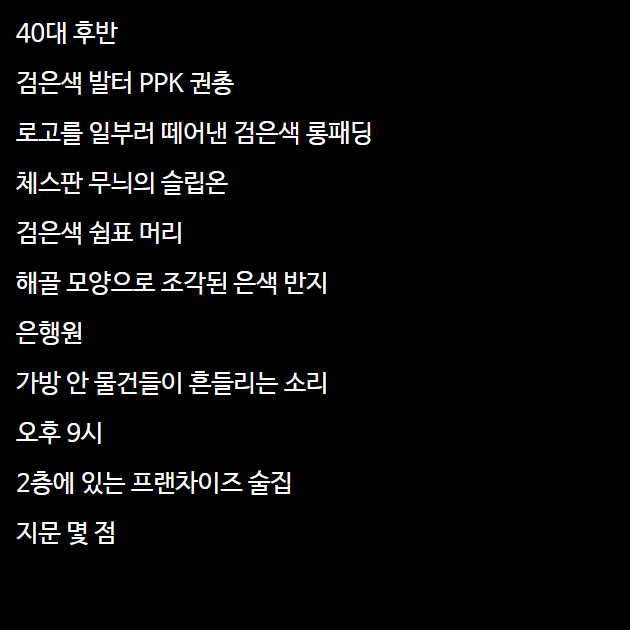 40대 후반
검은색 발터 PPK 권총
로고를 일부러 떼어낸 검은색 롱패딩
체스판 무늬의 슬립온
검은색 쉼표 머리
해골 모양으로 조각된 은색 반지
은행원
가방 안 물건들이 흔들리는 소리
오후 9시
2층에 있는 프랜차이즈 술집
지문 몇 점